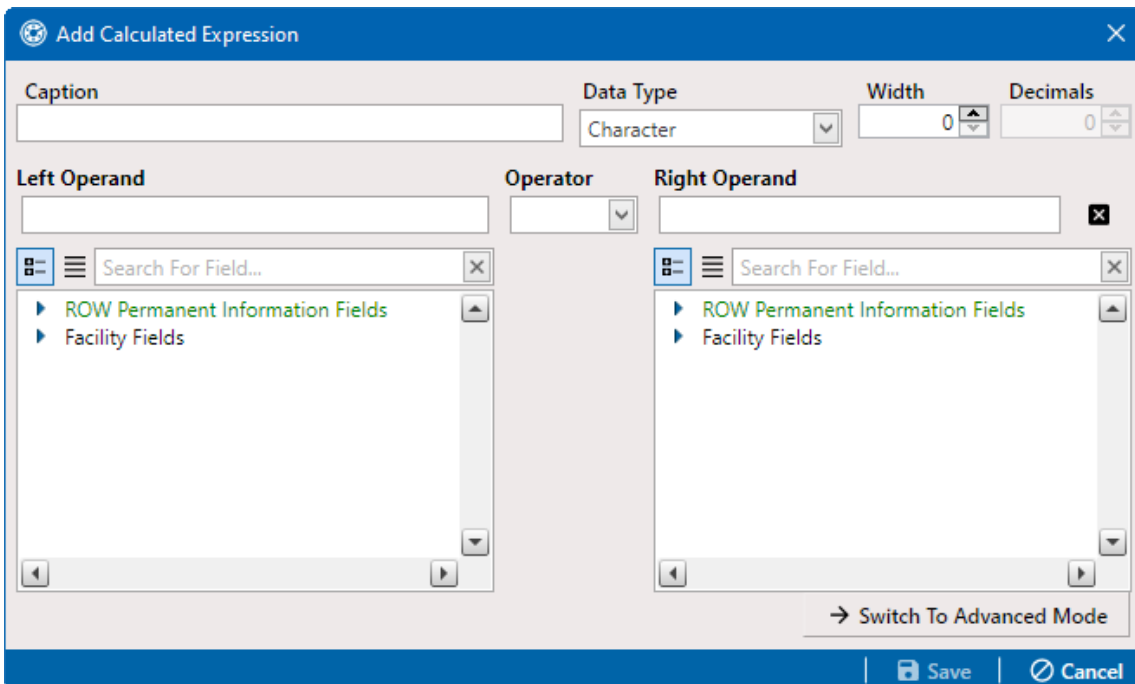 Add Calculated Expression
Caption Data Type Width Decimals
Character 0 0
Left Operand Operator Right Operand
Search For Field... Search For Field...
ROW Permanent Information Fields ROW Permanent Information Fields
Facility Fields Facility Fields
Switch To Advanced Mode
Save Cancel